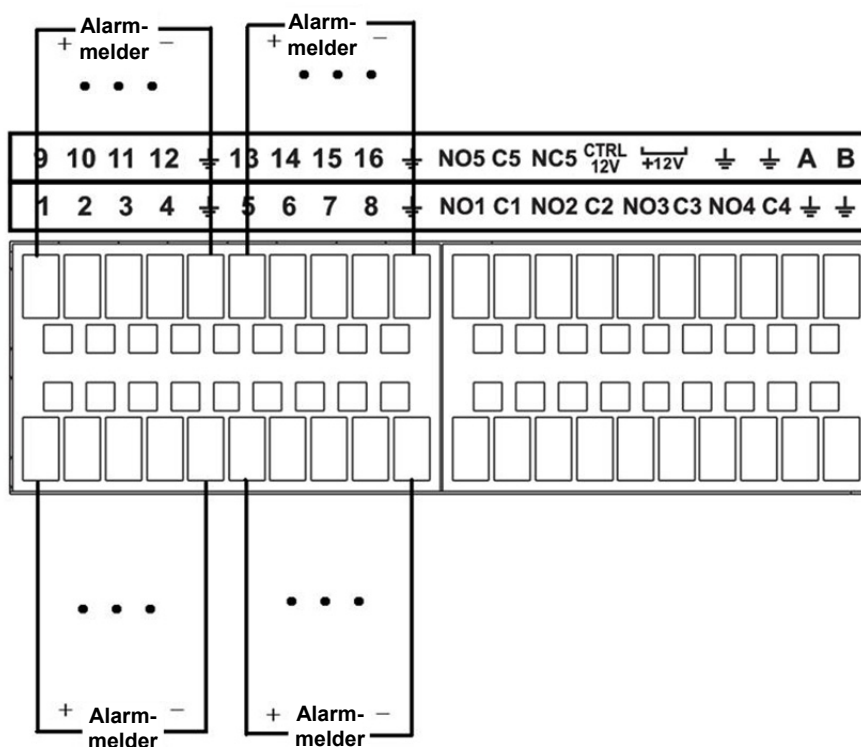 Alarm-
melder
+ −
Alarm-
melder
+ −
9 10 11 12 ⏚ 13 14 15 16 ⏚ NO5 C5 NC5 CTRL 12V +12V ⏚ ⏚ A B
1 2 3 4 ⏚ 5 6 7 8 ⏚ NO1 C1 NO2 C2 NO3 C3 NO4 C4 ⏚ ⏚
+ −
Alarm-
melder
+ −
Alarm-
melder